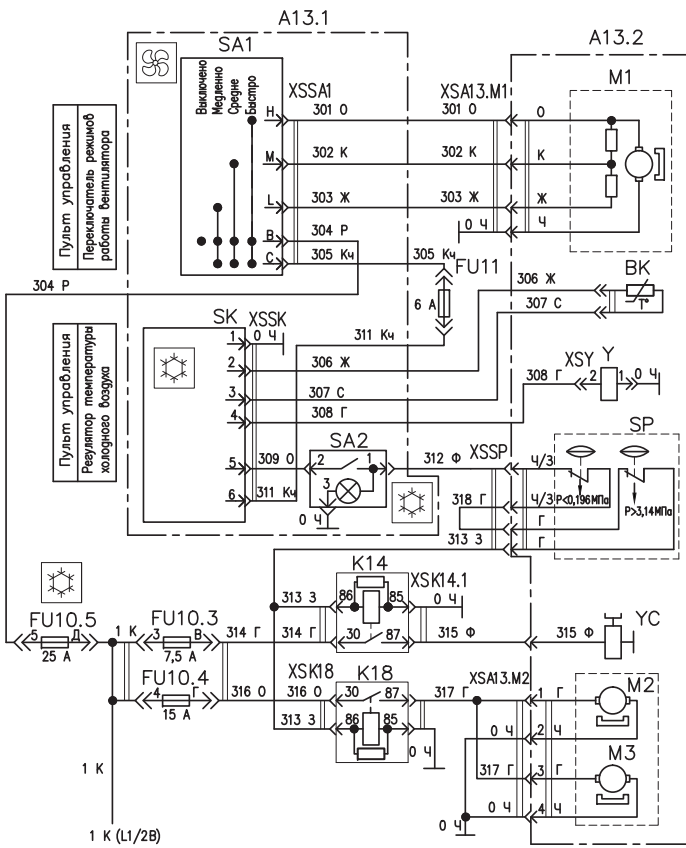 A13.1
A13.2
SA1
Выключено
Медленно
Средне
Быстро
XSSA1
XSA13.M1
M1
H
301 О
301 О
О
M
302 К
302 К
К
L
303 Ж
303 Ж
Ж
0 Ч
Ч
B
304 Р
C
305 Кч
305 Кч
FU11
6 А
Пульт управления
Переключатель режимов
работы вентилятора
304 Р
306 Ж
BK
307 С
T°
311 Кч
SK
XSSK
1
0 Ч
2
306 Ж
3
307 С
4
308 Г
308 Г
XSY
Y
2
1
0 Ч
Пульт управления
Регулятор температуры
холодного воздуха
SP
SA2
5
309 О
2
1
312 Ф
XSSP
Ч/З
3
6
311 Кч
0 Ч
318 Г
Ч/З
P<0,196МПа
P>3,14МПа
Г
313 З
Г
K14
XSK14.1
313 З
86
85
0 Ч
FU10.5
5
Д
25 А
1 К
FU10.3
3
В
7,5 А
314 Г
314 Г
30
87
315 Ф
315 Ф
YC
FU10.4
4
Г
15 А
316 О
XSK18
316 О
K18
30
87
317 Г
XSA13.M2
1
Г
M2
313 З
86
85
0 Ч
0 Ч
2
Ч
M3
317 Г
3
Г
0 Ч
4
Ч
0 Ч
1 К
1 К (L1/2В)